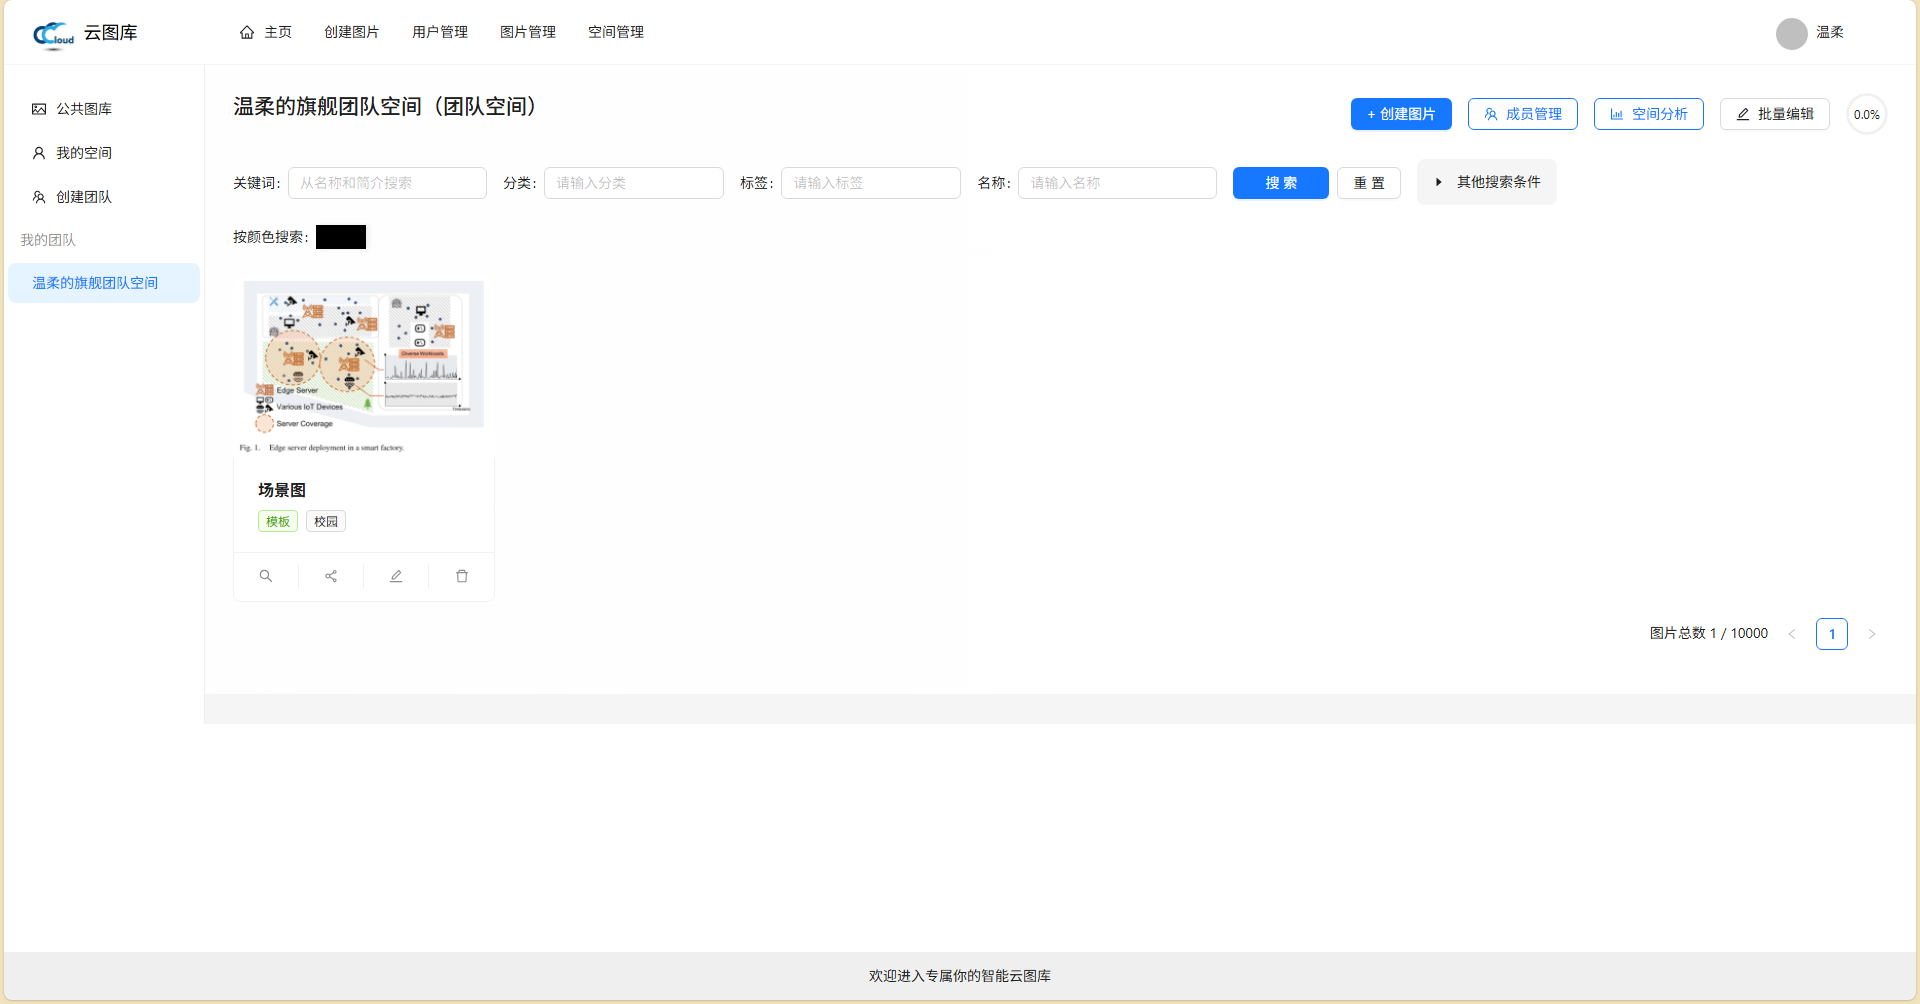 Cloud 云图库
主页 创建图片 用户管理 图片管理 空间管理
温柔
公共图库
我的空间
创建团队
我的团队
温柔的旗舰团队空间
温柔的旗舰团队空间（团队空间）
+ 创建图片 成员管理 空间分析 批量编辑 0.0%
关键词: 从名称和简介搜索 分类: 请输入分类 标签: 请输入标签 名称: 请输入名称 搜 索 重 置 其他搜索条件
按颜色搜索:
Diverse Workloads
Edge Server
Various IoT Devices
Server Coverage
Fig. 1. Edge server deployment in a smart factory.
场景图
模板 校园
图片总数 1 / 10000 1
欢迎进入专属你的智能云图库